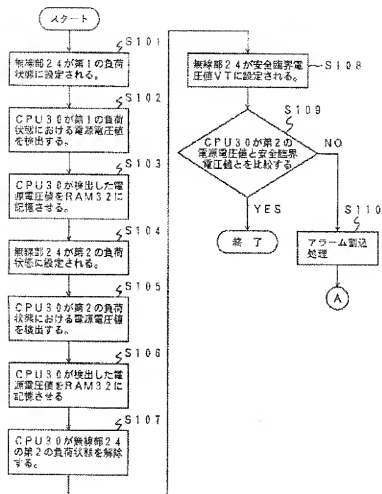 スタート
S101
無線部24が第1の負荷
状態に設定される。
S102
CPU30が第1の負荷
状態における電源電圧値
を検出する。
S103
CPU30が検出した電
源電圧値をRAM32に
記憶させる。
S104
無線部24が第2の負荷
状態に設定される。
S105
CPU30が第2の負荷
状態における電源電圧値
を検出する。
S106
CPU30が検出した電
源電圧値をRAM32に
記憶させる
S107
CPU30が無線部24
の第2の負荷状態を解除
する。
S108
無線部24が安全臨界電
圧値VTに設定される。
S109
CPU30が第2の
電源電圧値と安全臨界
電圧値とを比較する
NO
YES
終了
S110
アラーム割込
処理
A